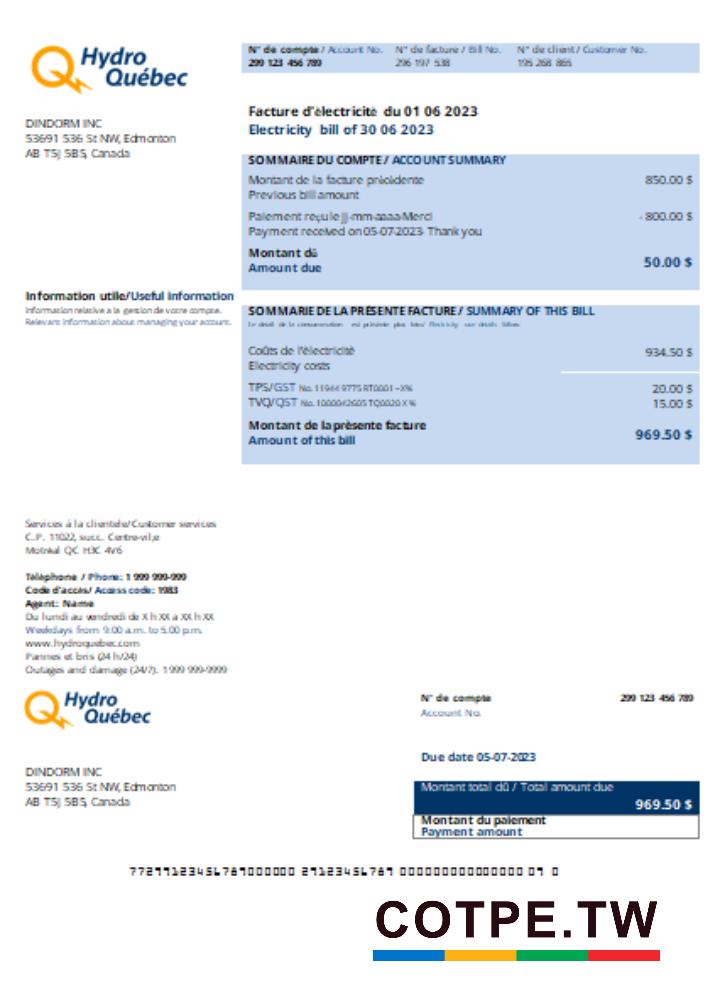 Hydro
Québec
N° de compte / Account No. N° de facture / Bill No. N° de client / Customer No.
299 123 456 789 296 197 538 195 268 865
DINDORM INC
53691 536 St NW, Edmonton
AB T5J 5B5, Canada
Facture d'électricité du 01 06 2023
Electricity bill of 30 06 2023
SOMMAIRE DU COMPTE / ACCOUNT SUMMARY
Montant de la facture précédente 850.00 $
Previous bill amount
Paiement reçu le JJ-mm-aaaa-Merci - 800.00 $
Payment received on 05-07-2023- Thank you
Montant dû 50.00 $
Amount due
Information utile/Useful information
Information relative a la gestion de votre compte.
Relevant information about managing your account.
SOMMARIE DE LA PRÉSENTE FACTURE / SUMMARY OF THIS BILL
Coûts de l'électricité 934.50 $
Electricity costs
TPS/GST No. 11944 9775 RT0001 –X% 20.00 $
TVQ/QST No. 1000042605 TQ0020 X % 15.00 $
Montant de la présente facture 969.50 $
Amount of this bill
Services á la clientele/Customer services
C.P. 11022, succ. Centre-ville
Motréal QC H3C 4V6
Téléphone / Phone: 1 999 999-999
Code d'accès/ Access code: 1983
Agent: Name
Du lundi au vendredi de X h XX a XX h XX
Weekdays from 9:00 a.m. to 5:00 p.m.
www.hydroquebec.com
Pannes et bris (24 h/24)
Outages and damage (24/7): 1 999 999-9999
Hydro
Québec
N° de compte 299 123 456 789
Account No.
Due date 05-07-2023
DINDORM INC
53691 536 St NW, Edmonton
AB T5J 5B5, Canada
Montant total dû / Total amount due
969.50 $
Montant du paiement
Payment amount
COTPE.TW